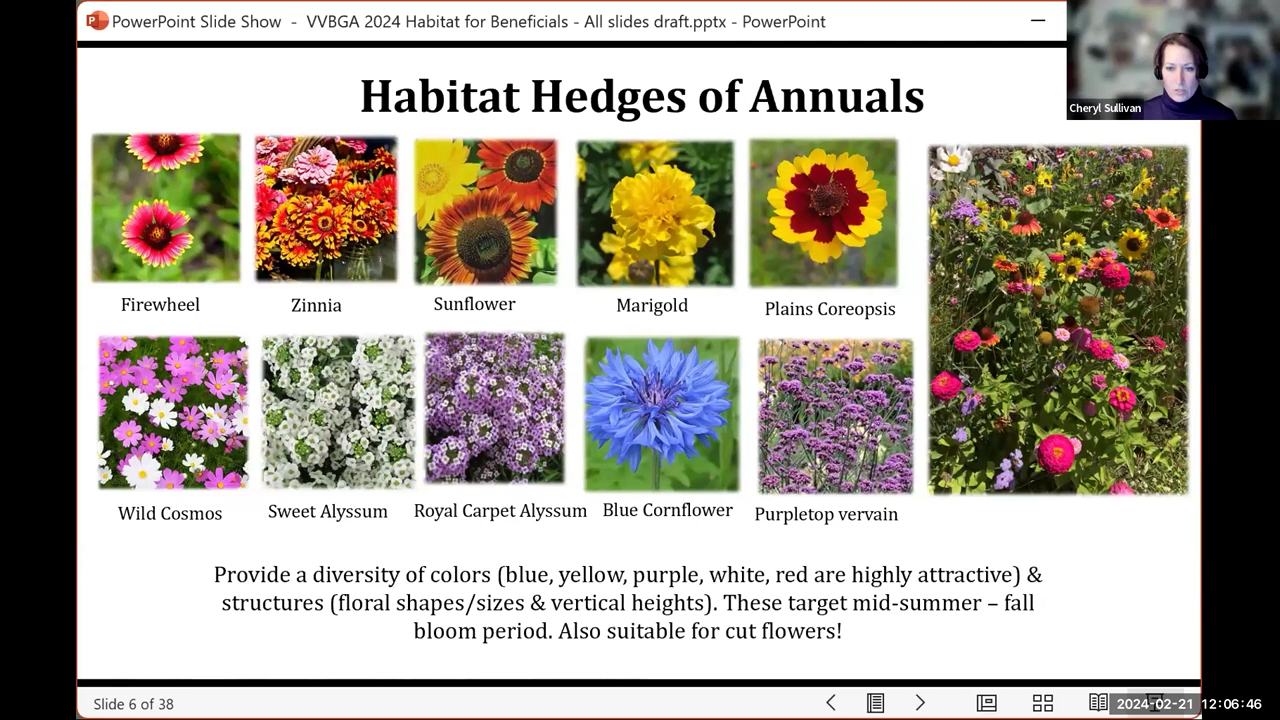 PowerPoint Slide Show - VVBGA 2024 Habitat for Beneficials - All slides draft.pptx - PowerPoint
Cheryl Sullivan
Habitat Hedges of Annuals
Firewheel
Zinnia
Sunflower
Marigold
Plains Coreopsis
Wild Cosmos
Sweet Alyssum
Royal Carpet Alyssum
Blue Cornflower
Purpletop vervain
Provide a diversity of colors (blue, yellow, purple, white, red are highly attractive) &
structures (floral shapes/sizes & vertical heights). These target mid-summer – fall
bloom period. Also suitable for cut flowers!
Slide 6 of 38
2024-02-21 12:06:46